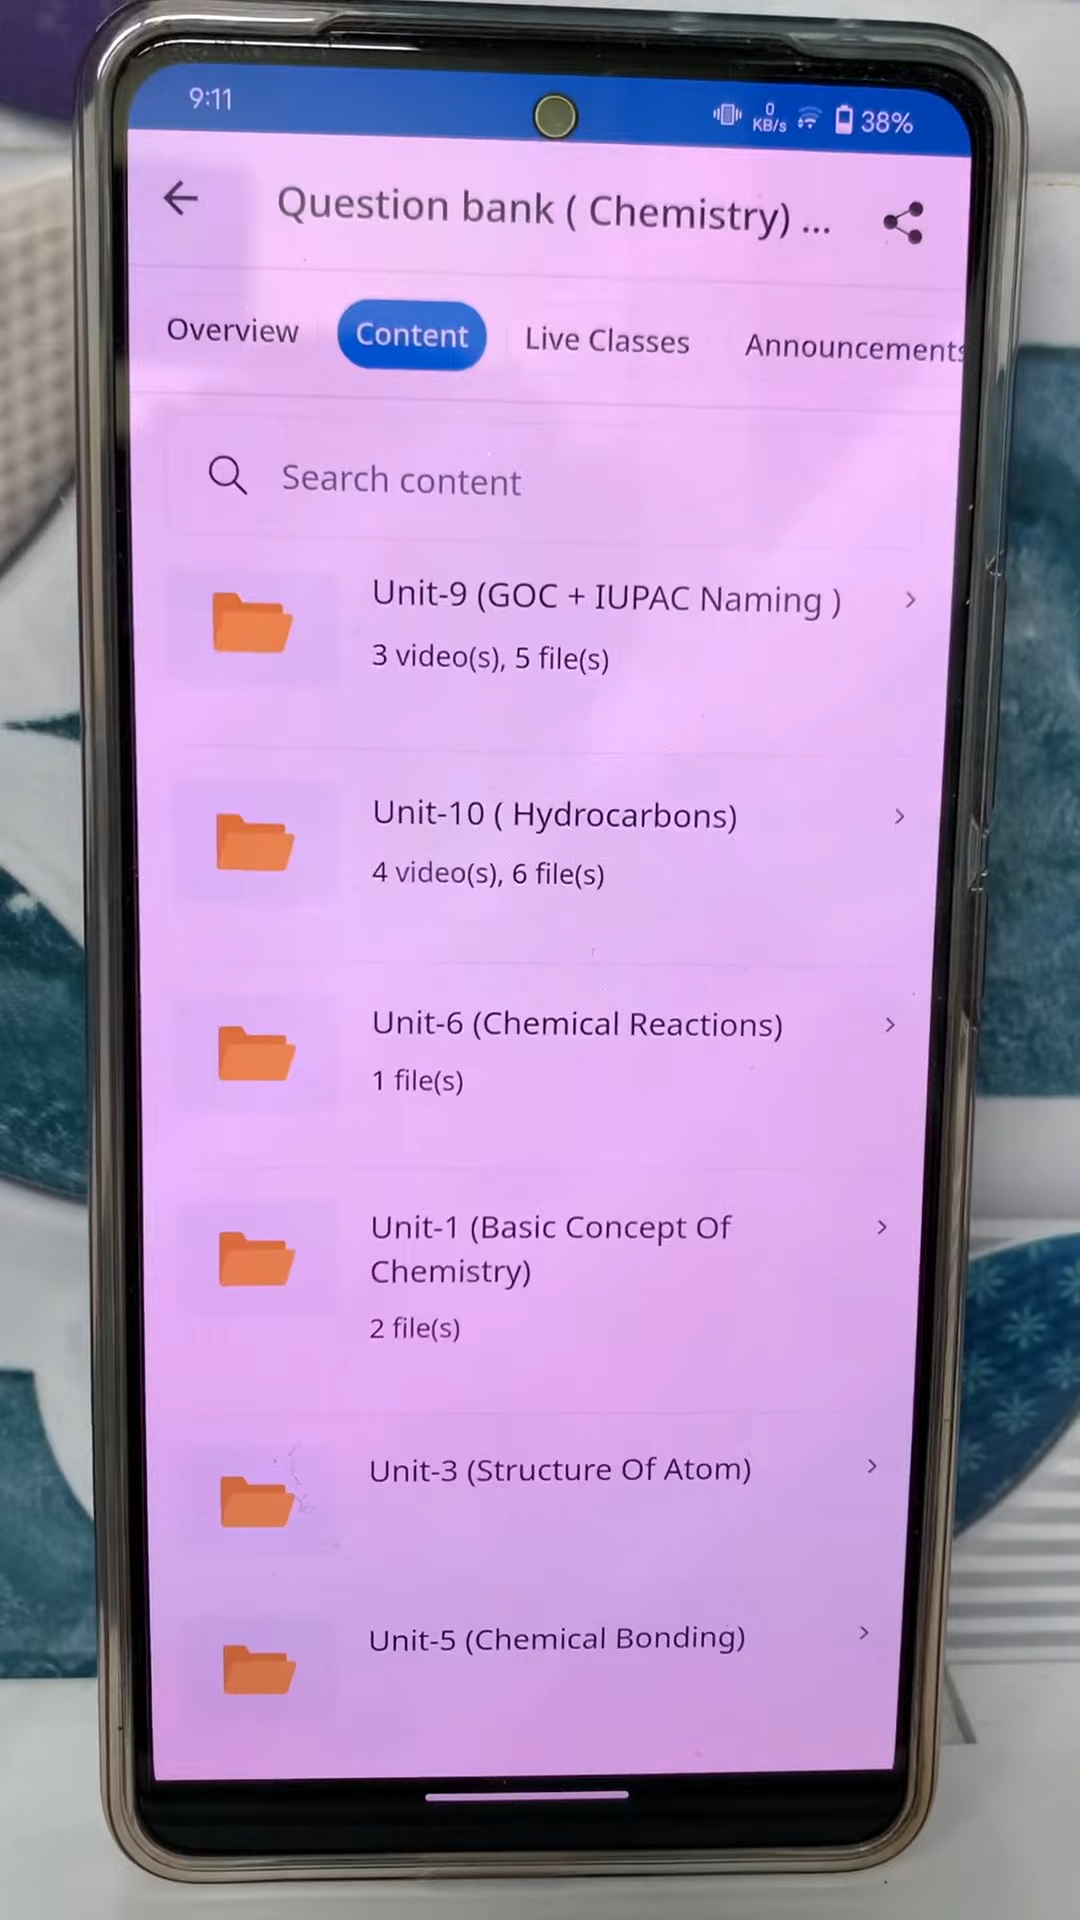 9:11
0
KB/s
38%
Question bank ( Chemistry) ...
Overview
Content
Live Classes
Announcements
Search content
Unit-9 (GOC + IUPAC Naming )
3 video(s), 5 file(s)
Unit-10 ( Hydrocarbons)
4 video(s), 6 file(s)
Unit-6 (Chemical Reactions)
1 file(s)
Unit-1 (Basic Concept Of
Chemistry)
2 file(s)
Unit-3 (Structure Of Atom)
Unit-5 (Chemical Bonding)